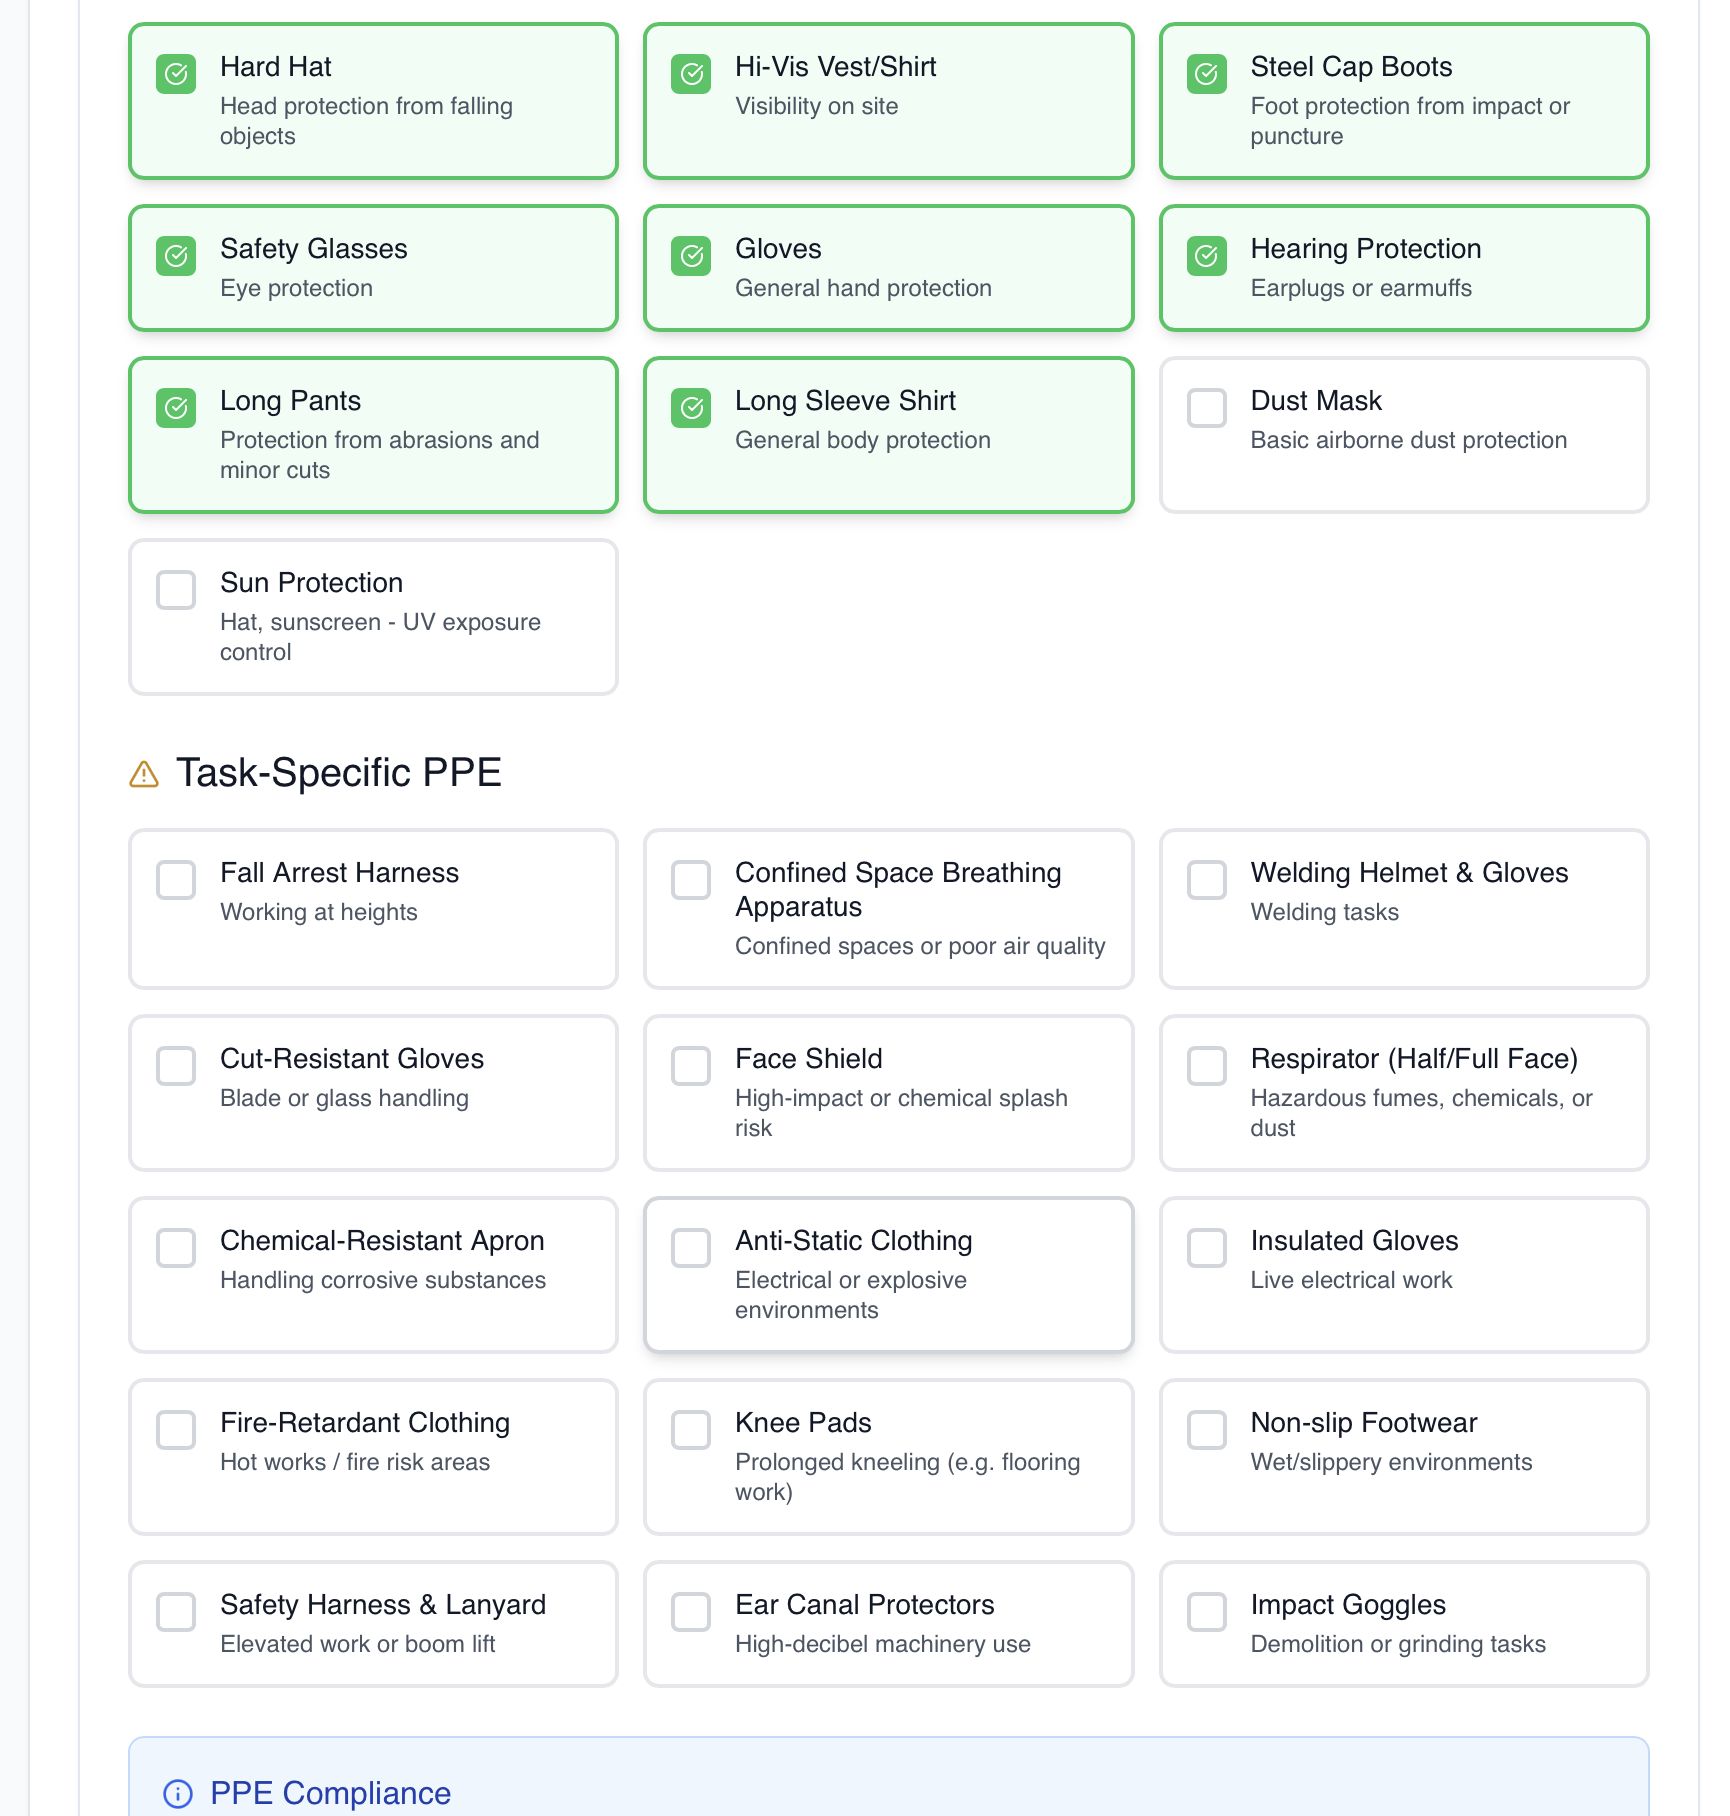 Hard Hat
Head protection from falling
objects
Hi-Vis Vest/Shirt
Visibility on site
Steel Cap Boots
Foot protection from impact or
puncture
Safety Glasses
Eye protection
Gloves
General hand protection
Hearing Protection
Earplugs or earmuffs
Long Pants
Protection from abrasions and
minor cuts
Long Sleeve Shirt
General body protection
Dust Mask
Basic airborne dust protection
Sun Protection
Hat, sunscreen - UV exposure
control
Task-Specific PPE
Fall Arrest Harness
Working at heights
Confined Space Breathing
Apparatus
Confined spaces or poor air quality
Welding Helmet & Gloves
Welding tasks
Cut-Resistant Gloves
Blade or glass handling
Face Shield
High-impact or chemical splash
risk
Respirator (Half/Full Face)
Hazardous fumes, chemicals, or
dust
Chemical-Resistant Apron
Handling corrosive substances
Anti-Static Clothing
Electrical or explosive
environments
Insulated Gloves
Live electrical work
Fire-Retardant Clothing
Hot works / fire risk areas
Knee Pads
Prolonged kneeling (e.g. flooring
work)
Non-slip Footwear
Wet/slippery environments
Safety Harness & Lanyard
Elevated work or boom lift
Ear Canal Protectors
High-decibel machinery use
Impact Goggles
Demolition or grinding tasks
PPE Compliance